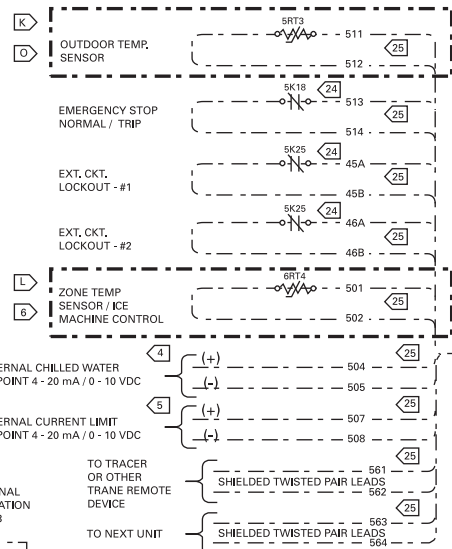 K
O
OUTDOOR TEMP.
SENSOR
5RT3
511
25
512
EMERGENCY STOP
NORMAL / TRIP
5K18
24
513
25
514
EXT. CKT.
LOCKOUT - #1
5K25
24
45A
25
45B
EXT. CKT.
LOCKOUT - #2
5K25
24
46A
25
46B
L
6
ZONE TEMP
SENSOR / ICE
MACHINE CONTROL
6RT4
501
25
502
4
ERNAL CHILLED WATER
POINT 4 - 20 mA / 0 - 10 VDC
(+)
(-)
25
504
505
5
ERNAL CURRENT LIMIT
POINT 4 - 20 mA / 0 - 10 VDC
(+)
(-)
25
507
508
NAL
ATION
3
TO TRACER
OR OTHER
TRANE REMOTE
DEVICE
25
561
SHIELDED TWISTED PAIR LEADS
562
TO NEXT UNIT
25
563
SHIELDED TWISTED PAIR LEADS
564